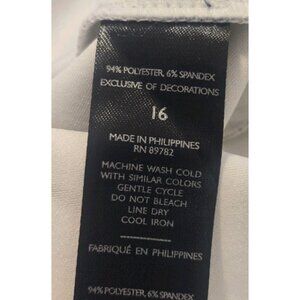 94% POLYESTER, 6% SPANDEX
EXCLUSIVE OF DECORATIONS
16
MADE IN PHILIPPINES
RN 89782
MACHINE WASH COLD
WITH SIMILAR COLORS
GENTLE CYCLE
DO NOT BLEACH
LINE DRY
COOL IRON
FABRIQUÉ EN PHILIPPINES
94% POLYESTER, 6% SPANDEX